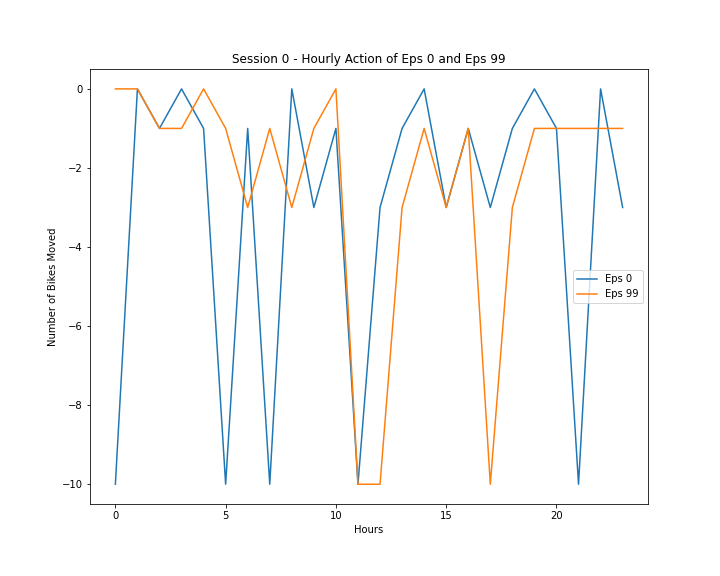 Session 0 - Hourly Action of Eps 0 and Eps 99
Number of Bikes Moved
0
−2
−4
−6
−8
−10
Eps 0
Eps 99
0 5 10 15 20
Hours